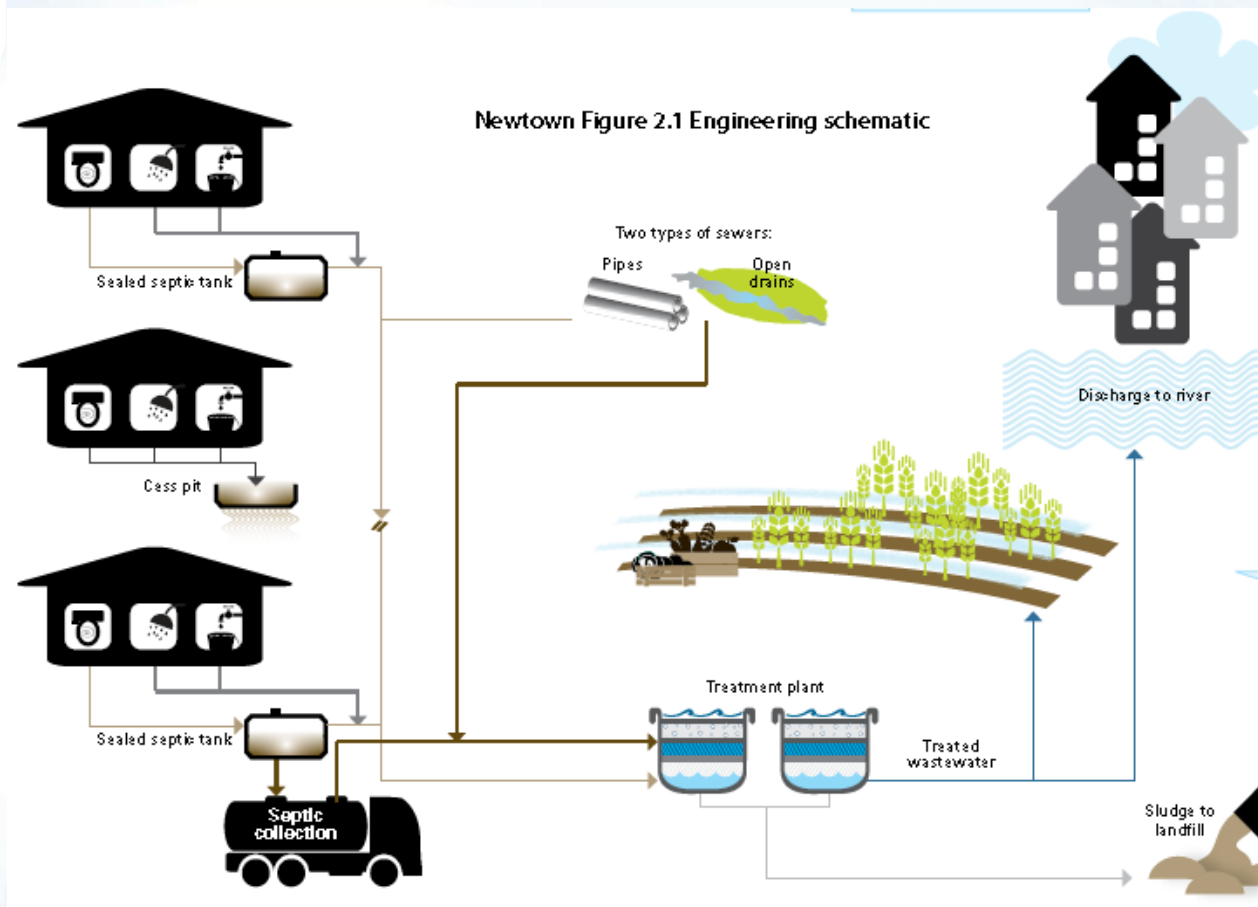 Newtown Figure 2.1 Engineering schematic
Two types of sewers:
Pipes
Open
drains
Sealed septic tank
Cess pit
Discharge to river
Sealed septic tank
Septic
collection
Treatment plant
Treated
wastewater
Sludge to
landfill